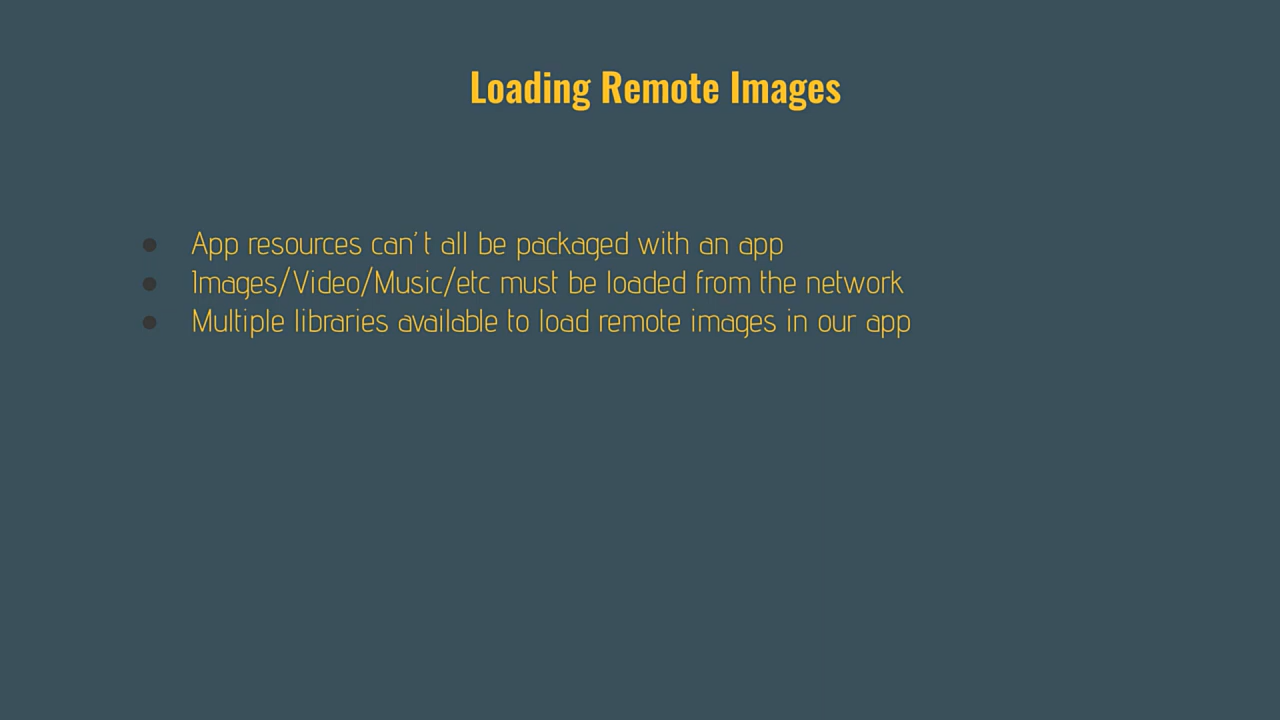 Loading Remote Images
● App resources can't all be packaged with an app
● Images/Video/Music/etc must be loaded from the network
● Multiple libraries available to load remote images in our app